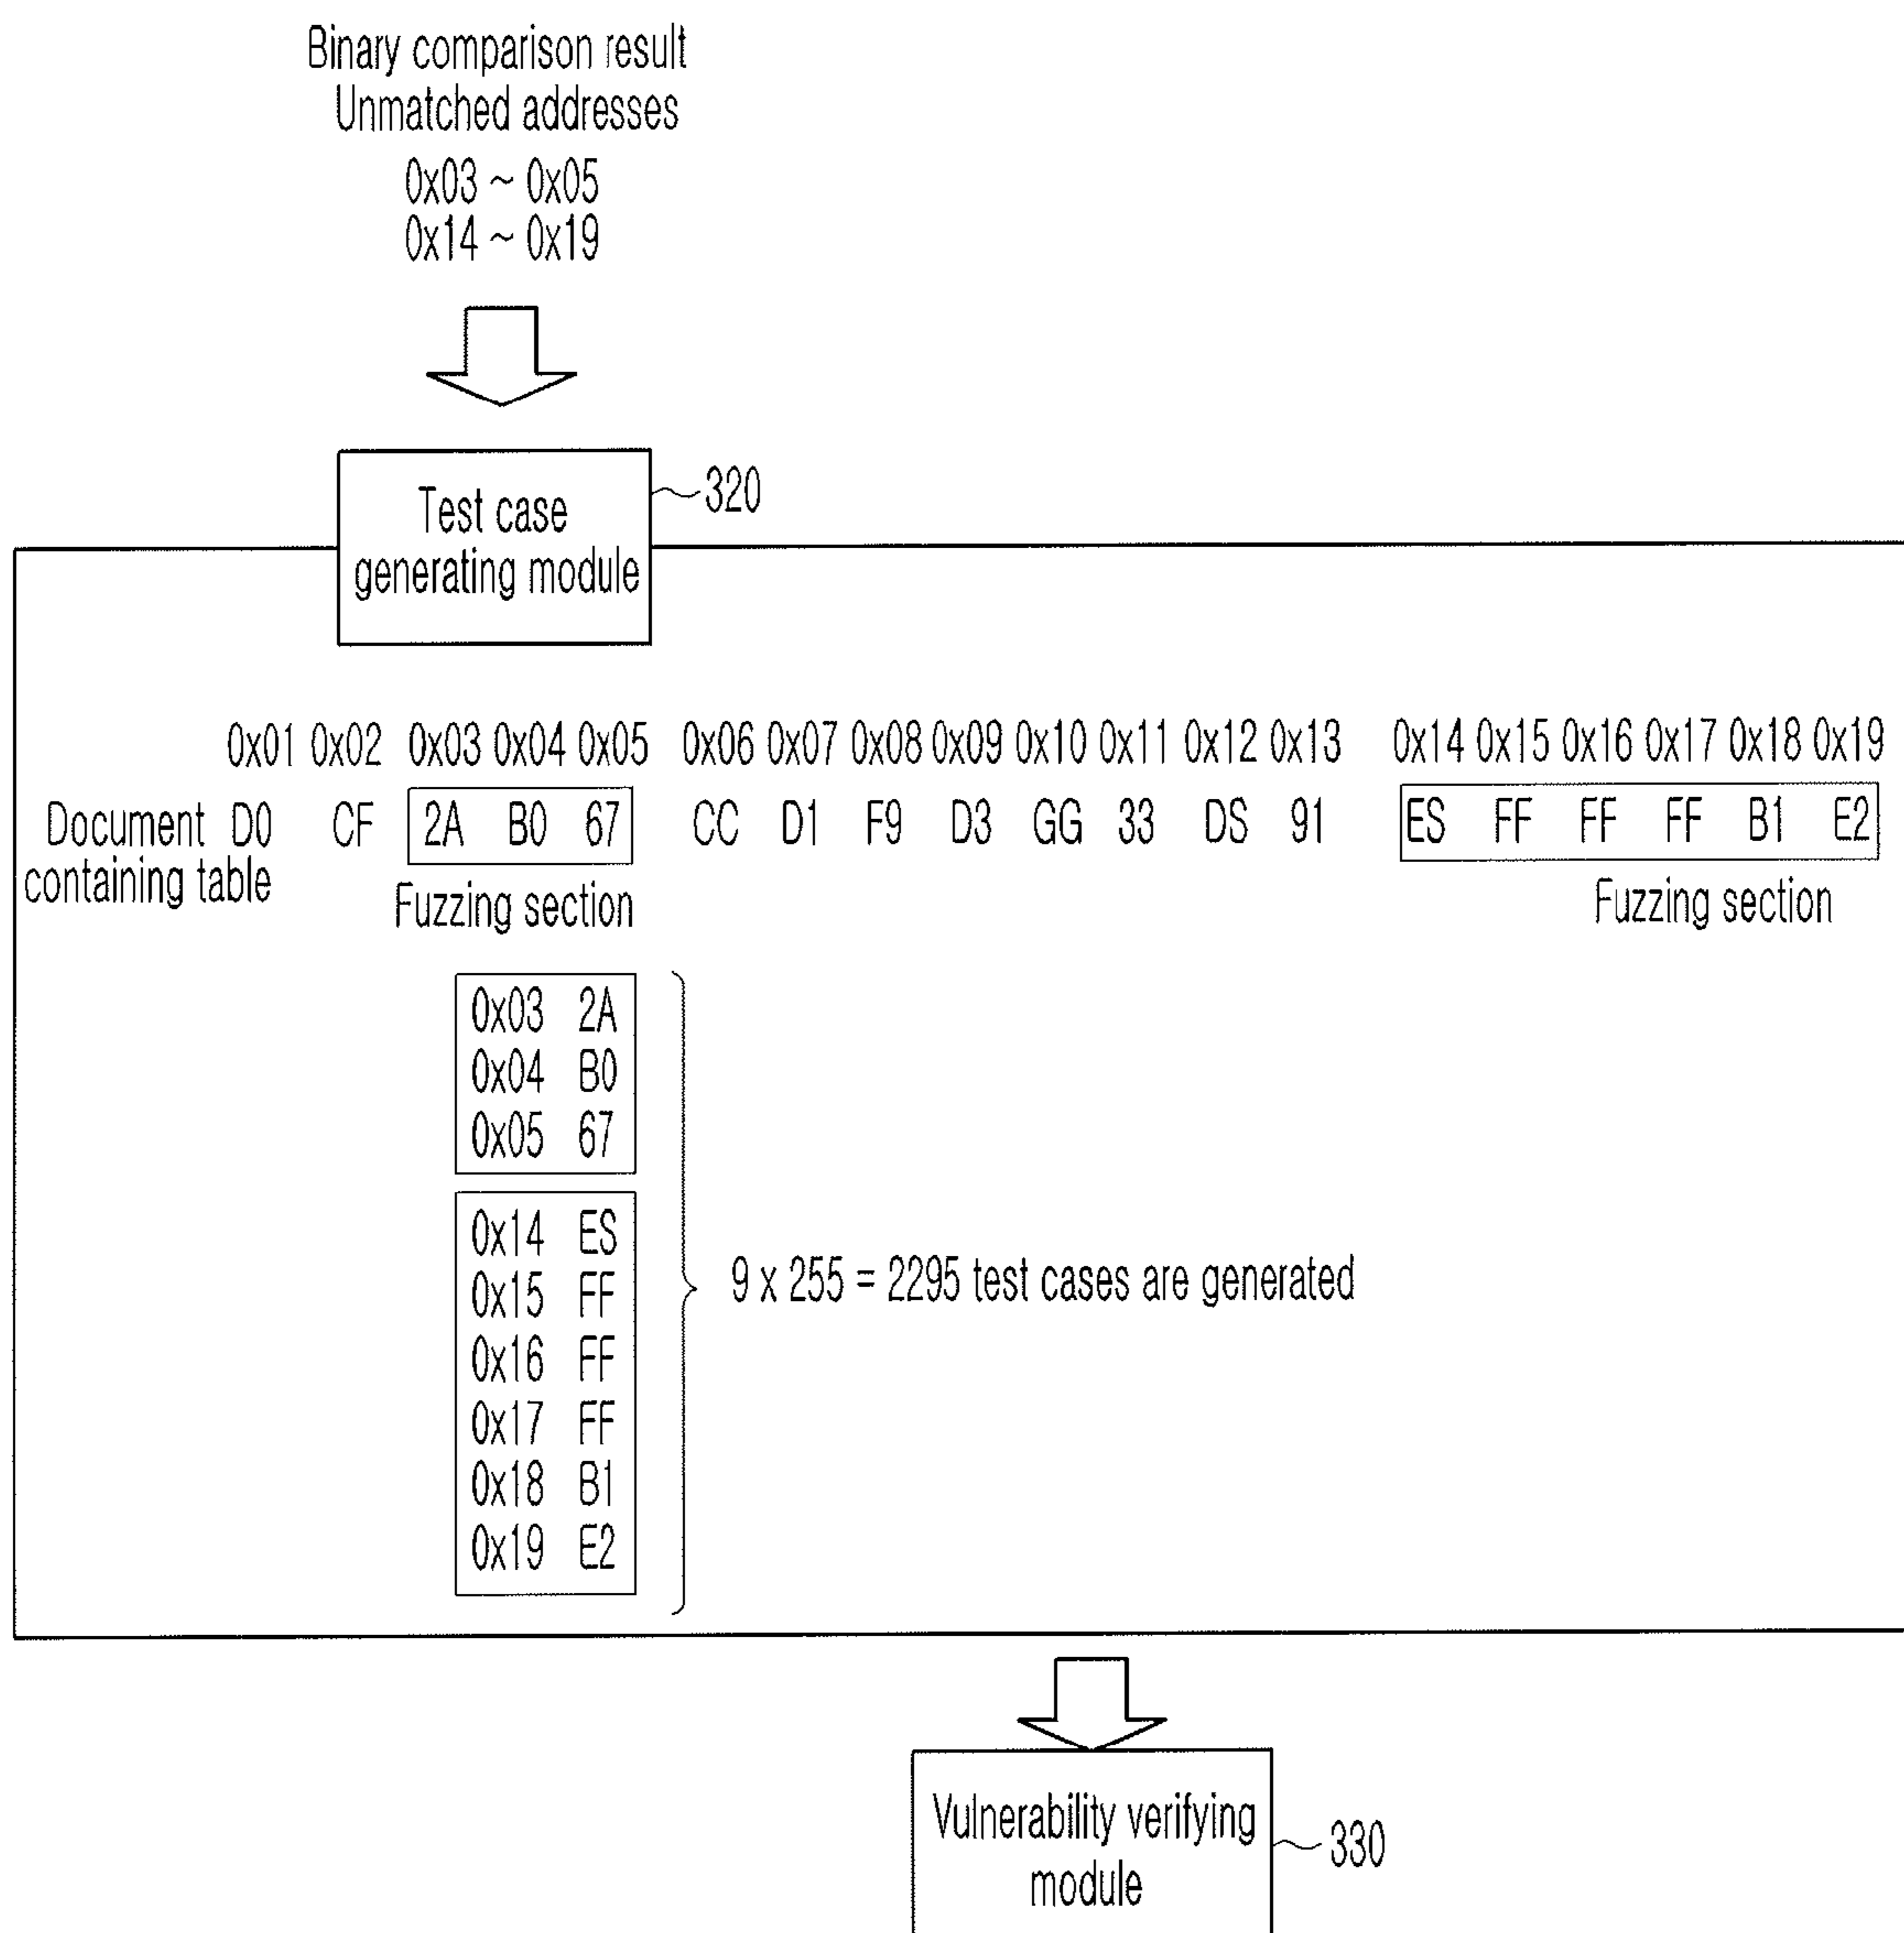 Binary comparison result
Unmatched addresses
0x03 ~ 0x05
0x14 ~ 0x19
Test case
generating module
320
0x01 0x02 0x03 0x04 0x05 0x06 0x07 0x08 0x09 0x10 0x11 0x12 0x13 0x14 0x15 0x16 0x17 0x18 0x19
Document
containing table
D0 CF 2A B0 67 CC D1 F9 D3 GG 33 DS 91 ES FF FF FF B1 E2
Fuzzing section
Fuzzing section
0x03 2A
0x04 B0
0x05 67
0x14 ES
0x15 FF
0x16 FF
0x17 FF
0x18 B1
0x19 E2
9 x 255 = 2295 test cases are generated
Vulnerability verifying
module
330